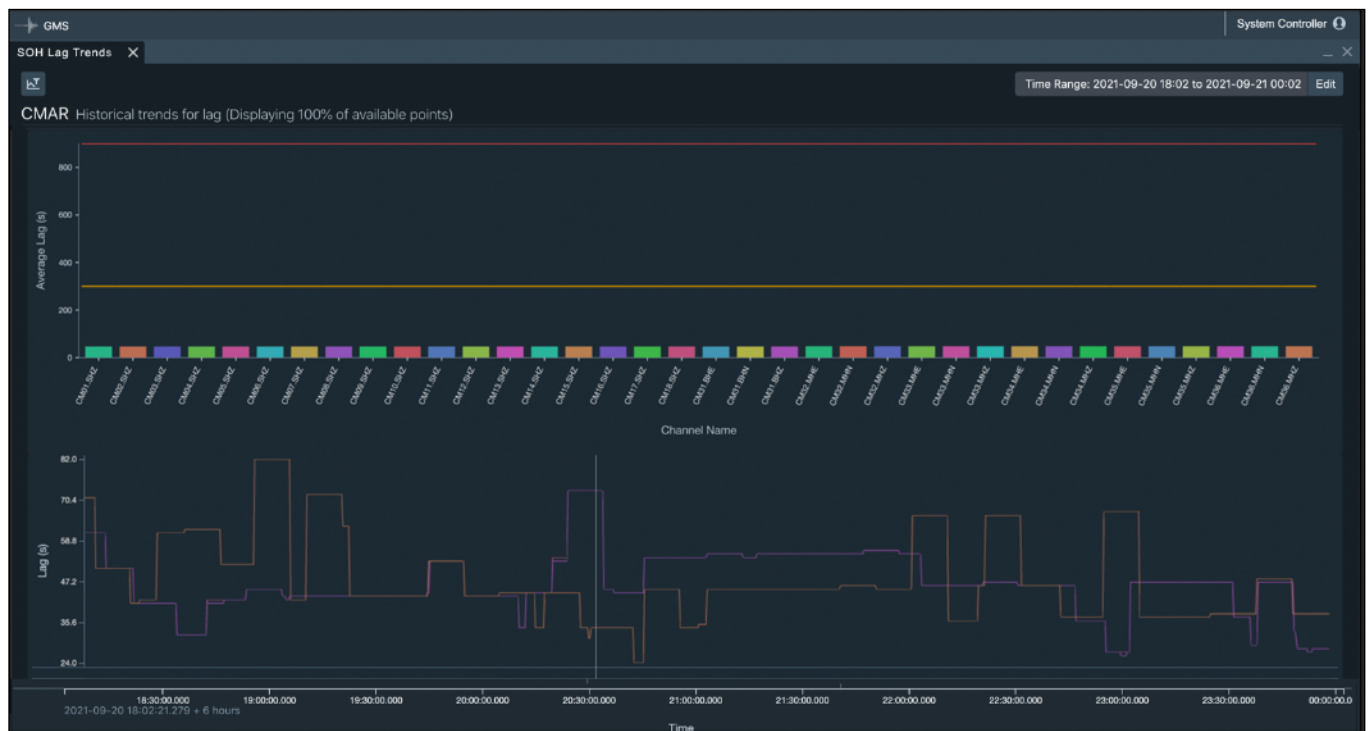 GMS
System Controller
SOH Lag Trends
Time Range: 2021-09-20 18:02 to 2021-09-21 00:02 Edit
CMAR Historical trends for lag (Displaying 100% of available points)
Average Lag (s)
800
600
400
200
0
CM01.SHZ
CM02.SHZ
CM03.SHZ
CM04.SHZ
CM05.SHZ
CM06.SHZ
CM07.SHZ
CM08.SHZ
CM09.SHZ
CM10.SHZ
CM11.SHZ
CM12.SHZ
CM13.SHZ
CM14.SHZ
CM15.SHZ
CM16.SHZ
CM17.SHZ
CM18.SHZ
CM31.BHE
CM31.BHN
CM31.BHZ
CM32.MHE
CM32.MHN
CM32.MHZ
CM33.MHE
CM33.MHN
CM33.MHZ
CM34.MHE
CM34.MHN
CM34.MHZ
CM35.MHE
CM35.MHN
CM35.MHZ
CM36.MHE
CM36.MHN
CM36.MHZ
Channel Name
Lag (s)
82.0
70.4
58.8
47.2
35.6
24.0
18:30:00.000
19:00:00.000
19:30:00.000
20:00:00.000
20:30:00.000
21:00:00.000
21:30:00.000
22:00:00.000
22:30:00.000
23:00:00.000
23:30:00.000
00:00:00.0
2021-09-20 18:02:21.279 + 6 hours
Time